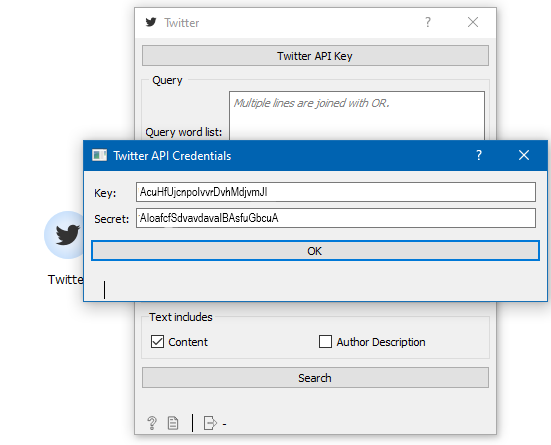 Twitter
Twitter API Key
Query
Multiple lines are joined with OR.
Query word list:
Twitter API Credentials
Key:
AcuHfUjcnpolvvrDvhMdjvmJl
Secret:
AloafcfSdvavdavalBAsfuGbcuA
OK
Text includes
Content
Author Description
Search
-